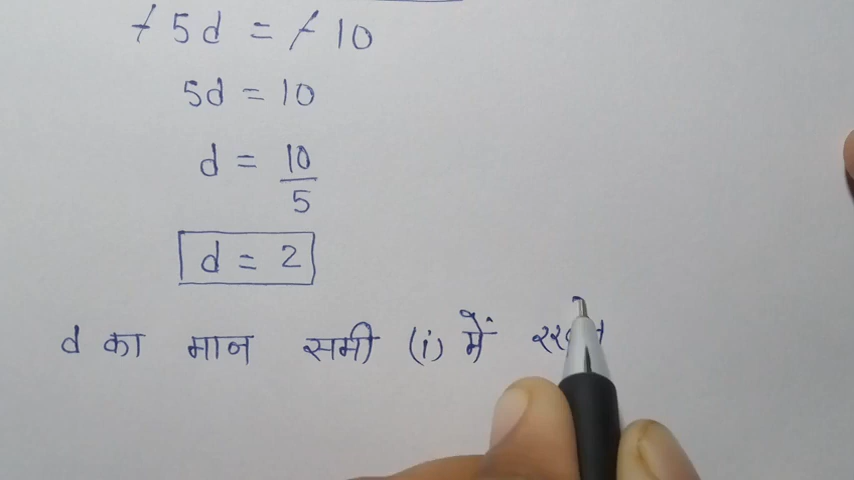 -5d = -10
5d = 10
d = 10/5
d = 2
d का मान समी (i) में